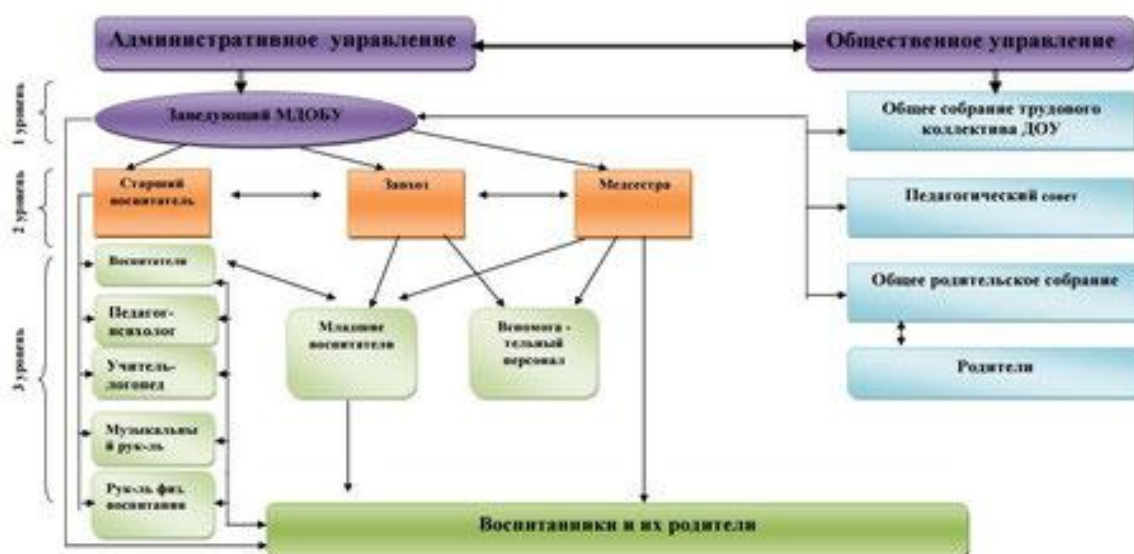 Административное управление
Общественное управление
1 уровень
Заведующий МДОБУ
Общее собрание трудового
коллектива ДОУ
2 уровень
Старший
воспитатель
Завхоз
Медсестра
Педагогический совет
3 уровень
Воспитатели
Общее родительское собрание
Педагог-
психолог
Младшие
воспитатели
Вспомога - 
тельный
персонал
Родители
Учитель-
логопед
Музыкальны
й рук-ль
Рук-ль физ.
воспитания
Воспитанники и их родители